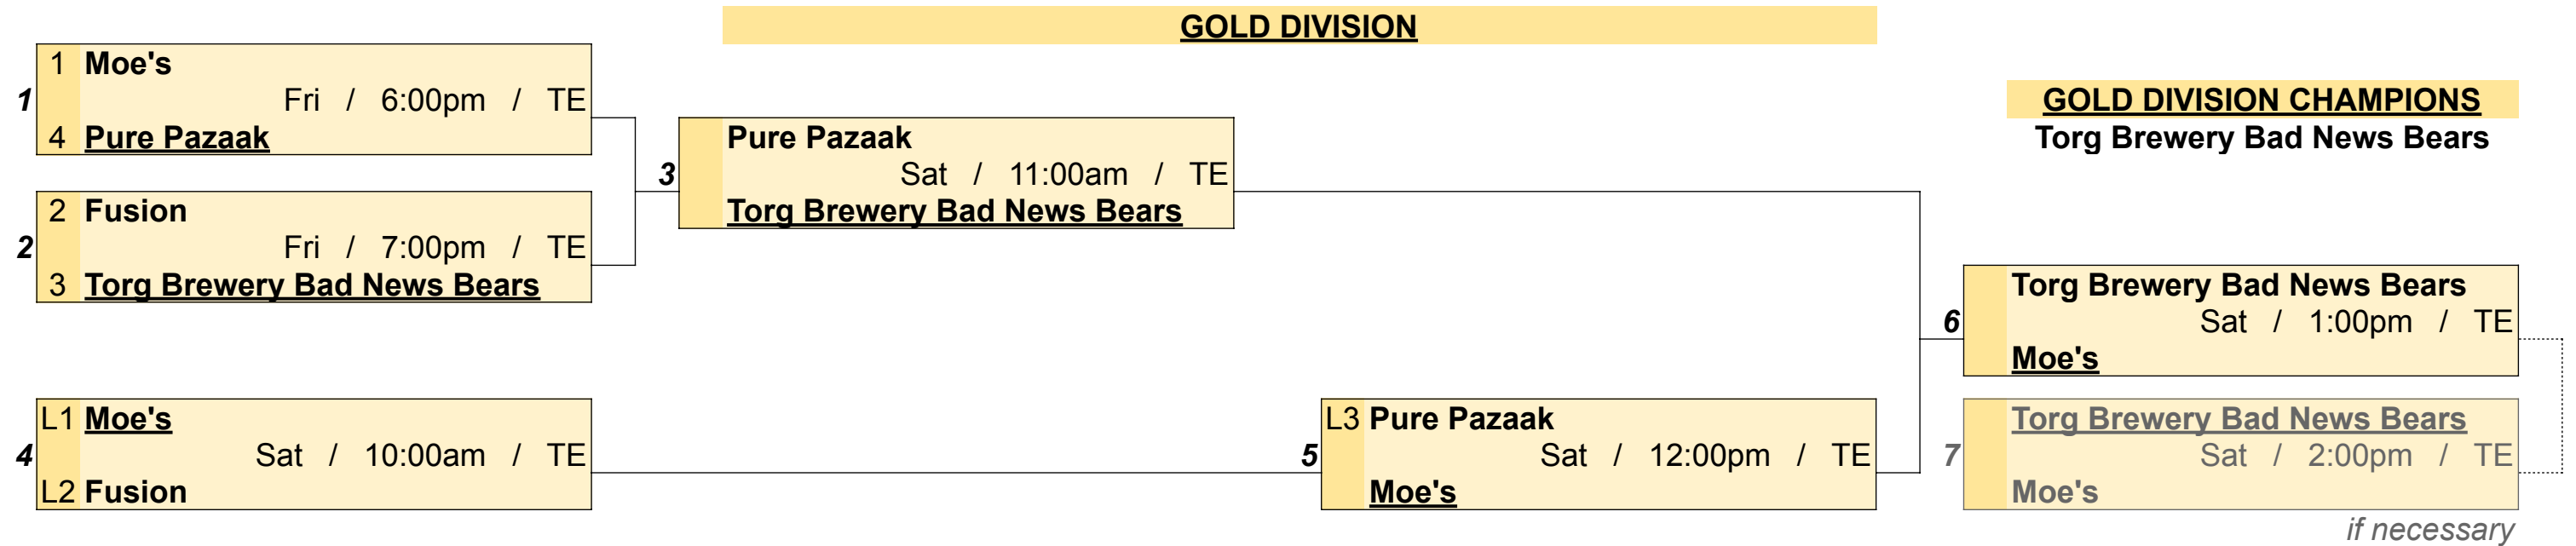 GOLD DIVISION
1 Moe's
1 Fri / 6:00pm / TE
4 Pure Pazaak
2 Fusion
2 Fri / 7:00pm / TE
3 Torg Brewery Bad News Bears
Pure Pazaak
3 Sat / 11:00am / TE
Torg Brewery Bad News Bears
L1 Moe's
4 Sat / 10:00am / TE
L2 Fusion
L3 Pure Pazaak
5 Sat / 12:00pm / TE
Moe's
GOLD DIVISION CHAMPIONS
Torg Brewery Bad News Bears
Torg Brewery Bad News Bears
6 Sat / 1:00pm / TE
Moe's
Torg Brewery Bad News Bears
7 Sat / 2:00pm / TE
Moe's
if necessary